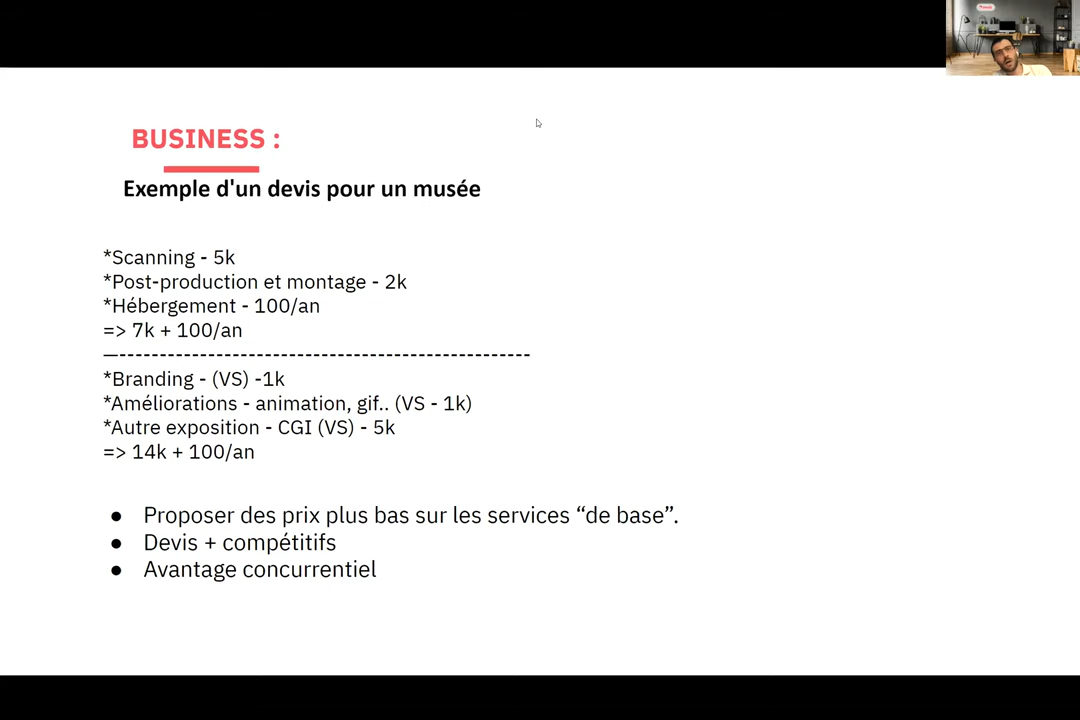 BUSINESS :
Exemple d'un devis pour un musée
*Scanning - 5k
*Post-production et montage - 2k
*Hébergement - 100/an
=> 7k + 100/an
—---------------------------------------------------
*Branding - (VS) -1k
*Améliorations - animation, gif.. (VS - 1k)
*Autre exposition - CGI (VS) - 5k
=> 14k + 100/an
● Proposer des prix plus bas sur les services “de base”.
● Devis + compétitifs
● Avantage concurrentiel